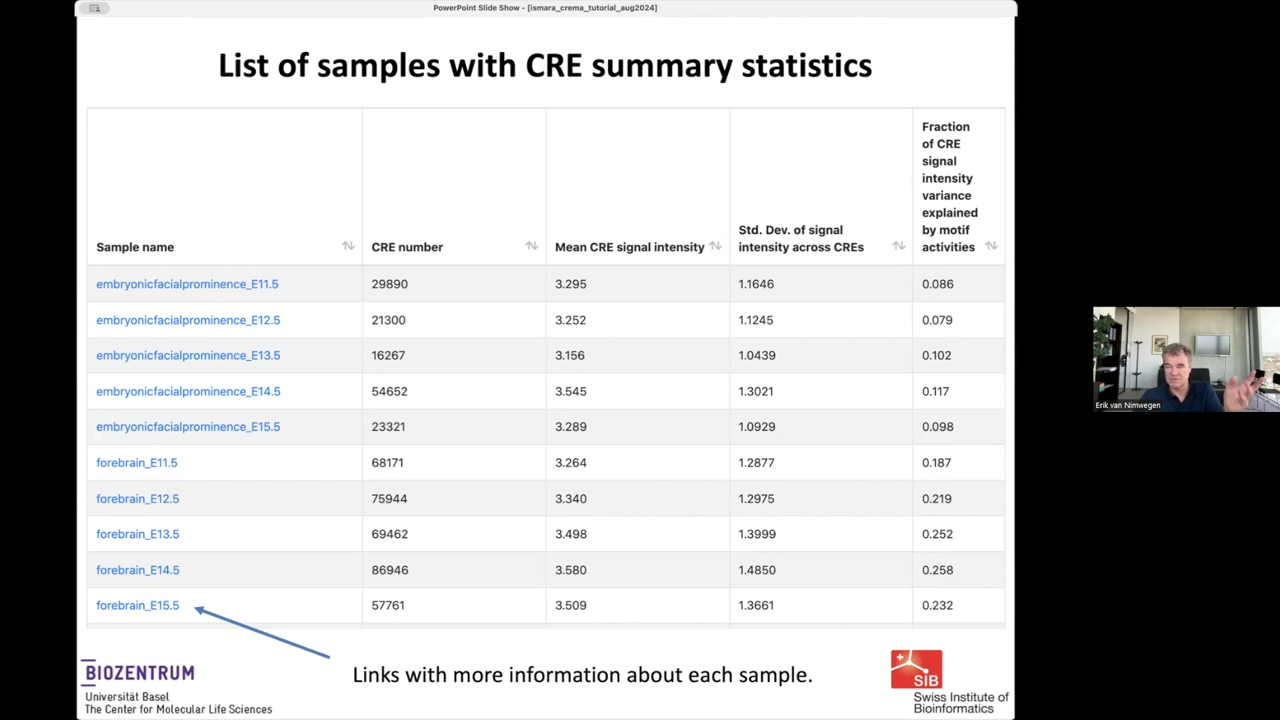 PowerPoint Slide Show - [ismara_crema_tutorial_aug2024]
List of samples with CRE summary statistics
Sample name
CRE number
Mean CRE signal intensity
Std. Dev. of signal
intensity across CREs
Fraction
of CRE
signal
intensity
variance
explained
by motif
activities
embryonicfacialprominence_E11.5 29890 3.295 1.1646 0.086
embryonicfacialprominence_E12.5 21300 3.252 1.1245 0.079
embryonicfacialprominence_E13.5 16267 3.156 1.0439 0.102
embryonicfacialprominence_E14.5 54652 3.545 1.3021 0.117
embryonicfacialprominence_E15.5 23321 3.289 1.0929 0.098
forebrain_E11.5 68171 3.264 1.2877 0.187
forebrain_E12.5 75944 3.340 1.2975 0.219
forebrain_E13.5 69462 3.498 1.3999 0.252
forebrain_E14.5 86946 3.580 1.4850 0.258
forebrain_E15.5 57761 3.509 1.3661 0.232
Links with more information about each sample.
BIOZENTRUM
Universität Basel
The Center for Molecular Life Sciences
SIB
Swiss Institute of
Bioinformatics
Erik van Nimwegen